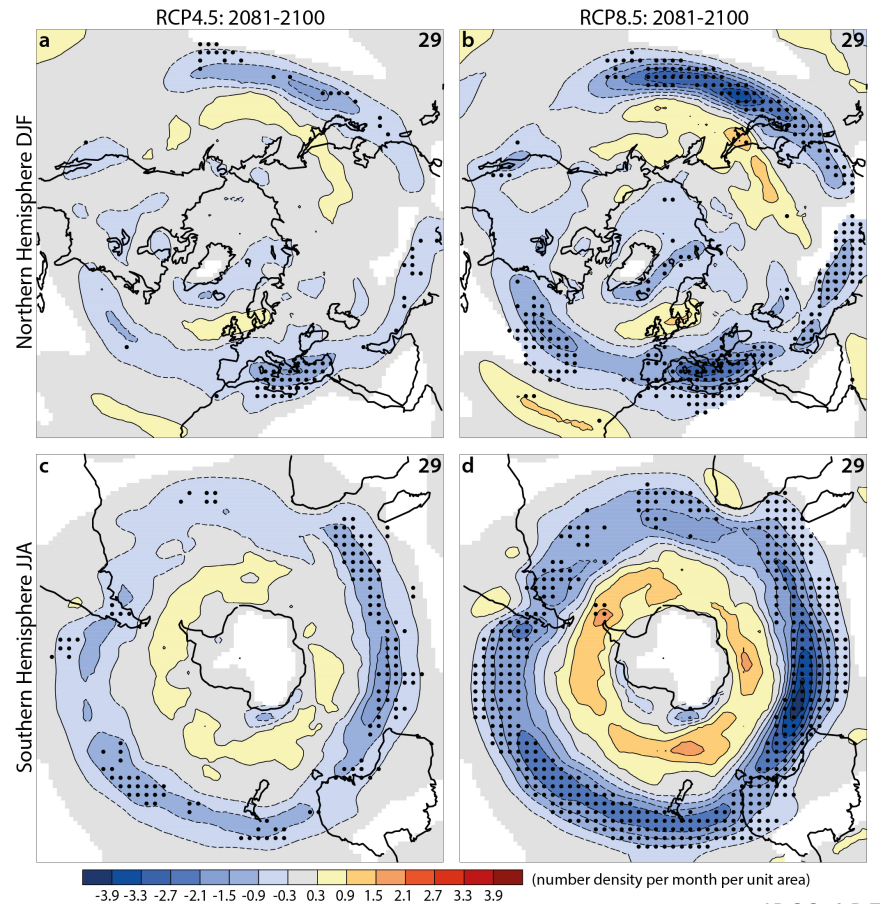 RCP4.5: 2081-2100 RCP8.5: 2081-2100
a 29 b 29
Northern Hemisphere DJF
c 29 d 29
Southern Hemisphere JJA
-3.9 -3.3 -2.7 -2.1 -1.5 -0.9 -0.3 0.3 0.9 1.5 2.1 2.7 3.3 3.9 (number density per month per unit area)